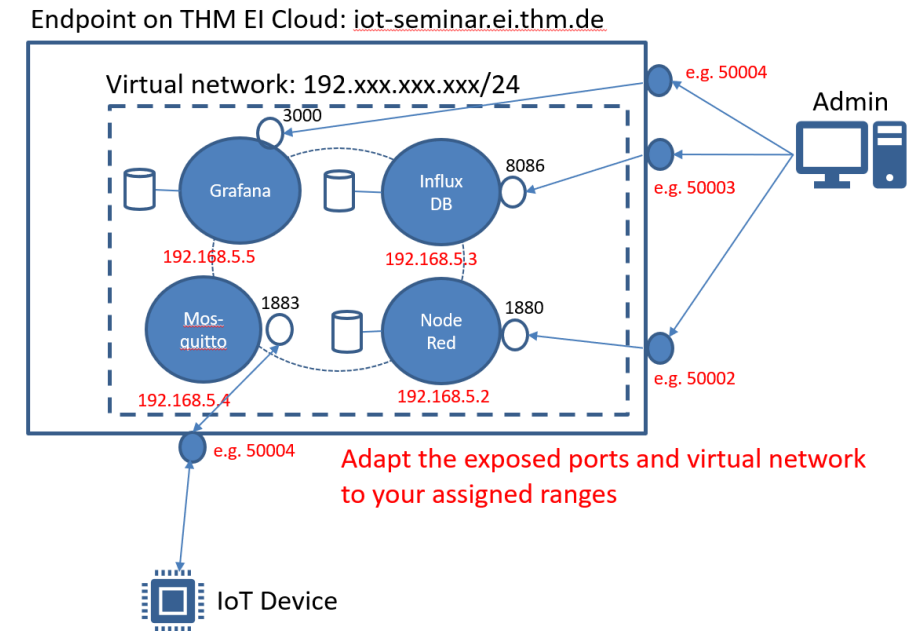 Endpoint on THM EI Cloud: iot-seminar.ei.thm.de
Virtual network: 192.xxx.xxx.xxx/24
e.g. 50004
Admin
3000
Grafana
Influx
DB
8086
e.g. 50003
192.168.5.5
192.168.5.3
Mos-
quitto
1883
Node
Red
1880
192.168.5.4
192.168.5.2
e.g. 50002
e.g. 50004
Adapt the exposed ports and virtual network
to your assigned ranges
IoT Device